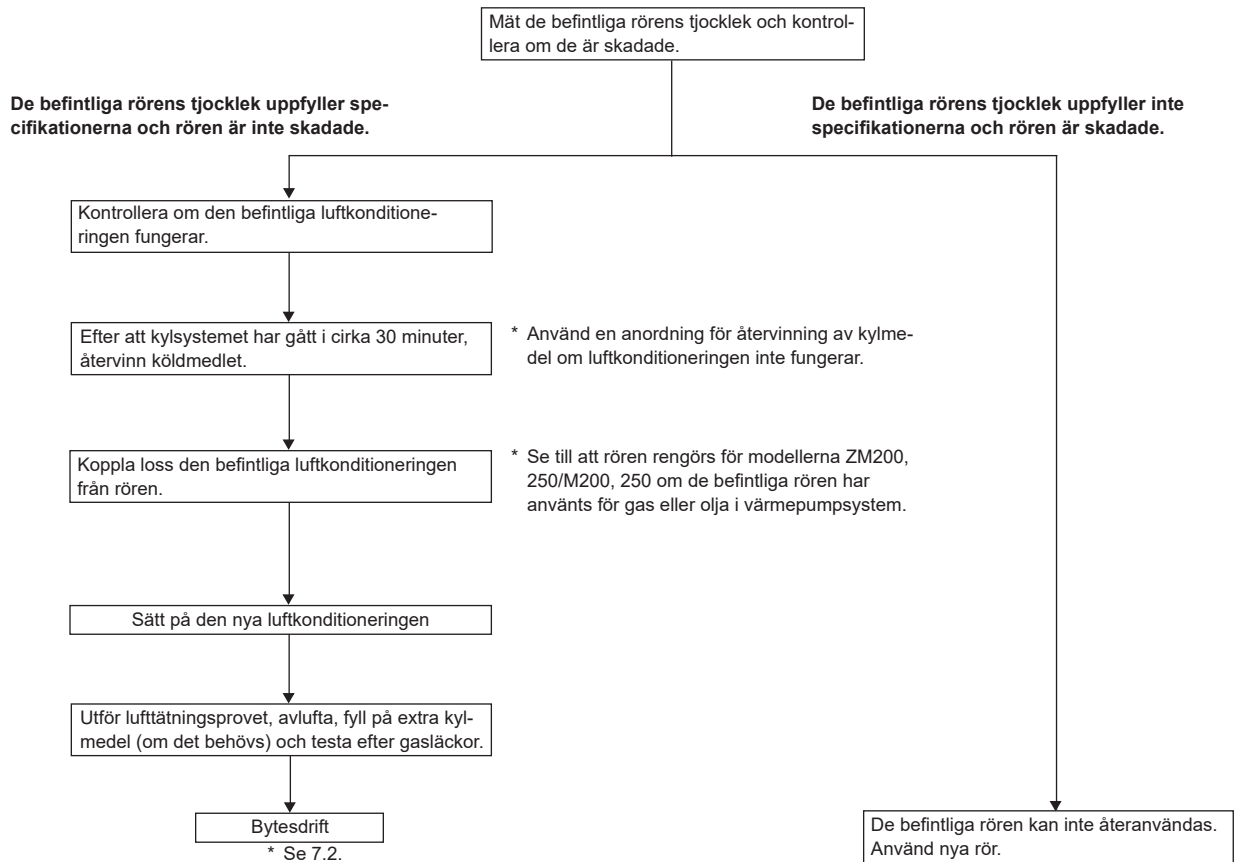 Mät de befintliga rörens tjocklek och kontrol-
lera om de är skadade.
De befintliga rörens tjocklek uppfyller spe-
cifikationerna och rören är inte skadade.
De befintliga rörens tjocklek uppfyller inte
specifikationerna och rören är skadade.
Kontrollera om den befintliga luftkonditione-
ringen fungerar.
Efter att kylsystemet har gått i cirka 30 minuter,
återvinn köldmedlet.
* Använd en anordning för återvinning av kylme-
del om luftkonditioneringen inte fungerar.
Koppla loss den befintliga luftkonditioneringen
från rören.
* Se till att rören rengörs för modellerna ZM200,
250/M200, 250 om de befintliga rören har
använts för gas eller olja i värmepumpsystem.
Sätt på den nya luftkonditioneringen
Utför lufttätningsprovet, avlufta, fyll på extra kyl-
medel (om det behövs) och testa efter gasläckor.
Bytesdrift
* Se 7.2.
De befintliga rören kan inte återanvändas.
Använd nya rör.